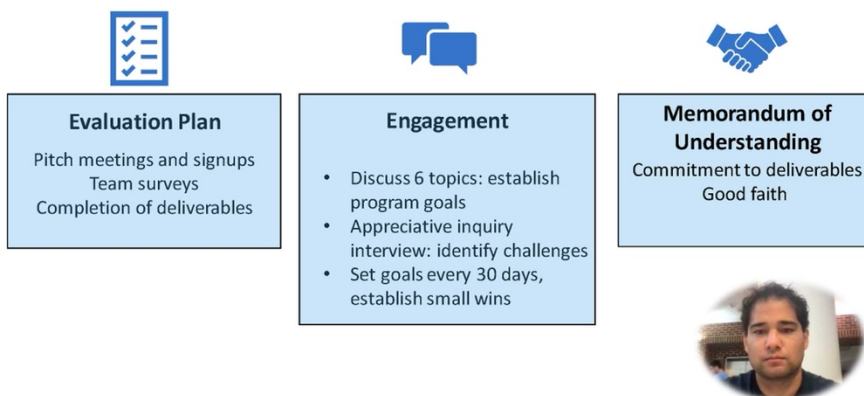 Evaluation Plan
Pitch meetings and signups
Team surveys
Completion of deliverables
Engagement
• Discuss 6 topics: establish
program goals
• Appreciative inquiry
interview: identify challenges
• Set goals every 30 days,
establish small wins
Memorandum of
Understanding
Commitment to deliverables
Good faith